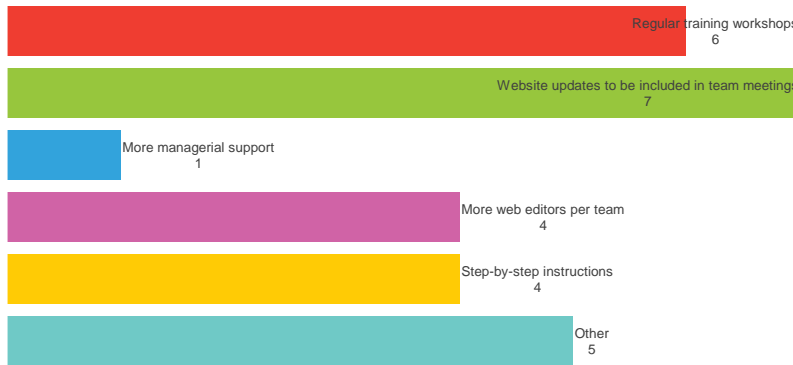 Regular training workshops
6
Website updates to be included in team meetings
7
More managerial support
1
More web editors per team
4
Step-by-step instructions
4
Other
5